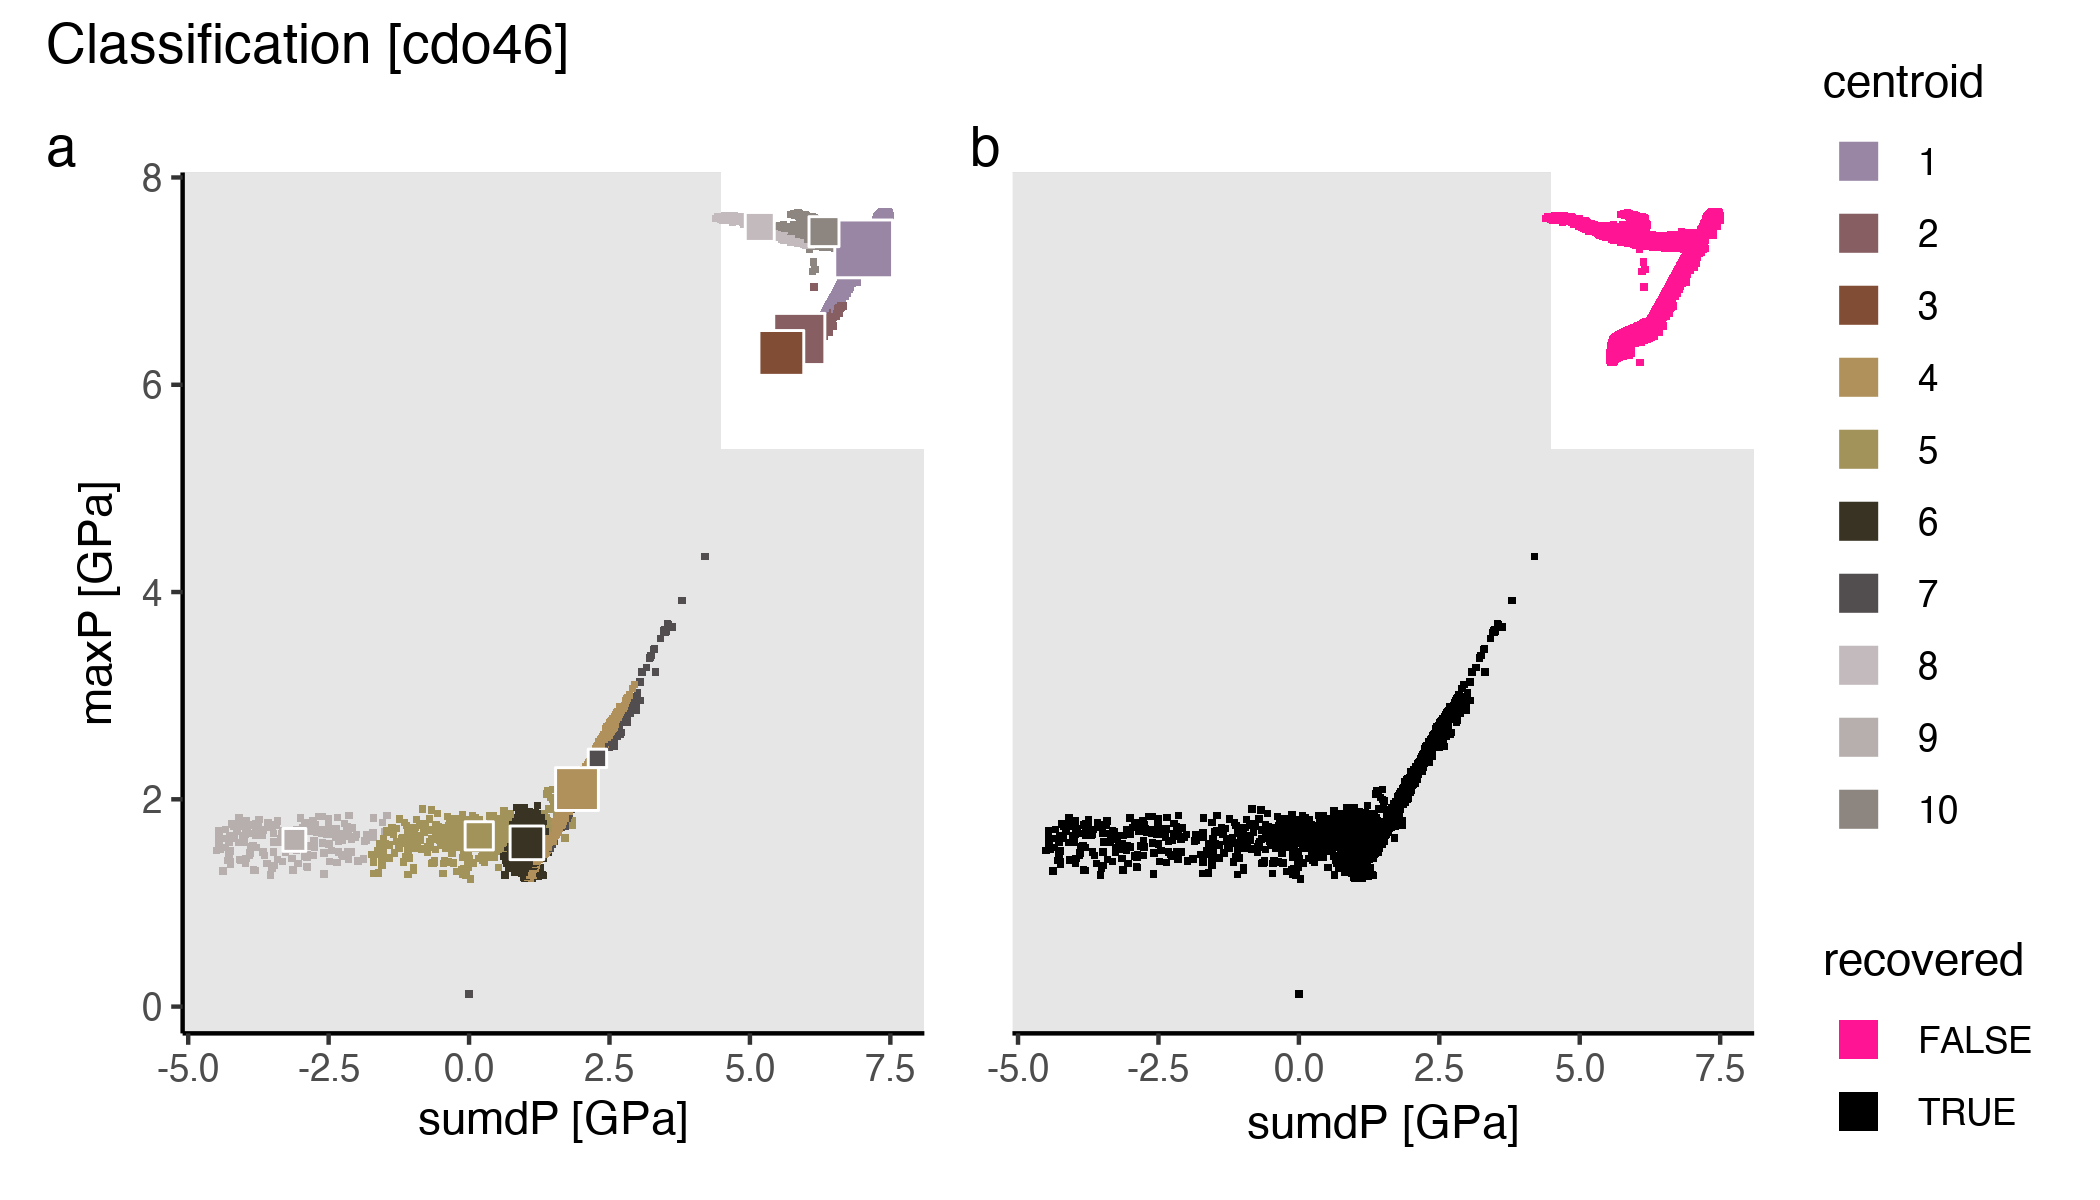 Classification [cdo46]
a
b
8
6
4
2
0
maxP [GPa]
-5.0 -2.5 0.0 2.5 5.0 7.5
sumdP [GPa]
-5.0 -2.5 0.0 2.5 5.0 7.5
sumdP [GPa]
centroid
1
2
3
4
5
6
7
8
9
10
recovered
FALSE
TRUE